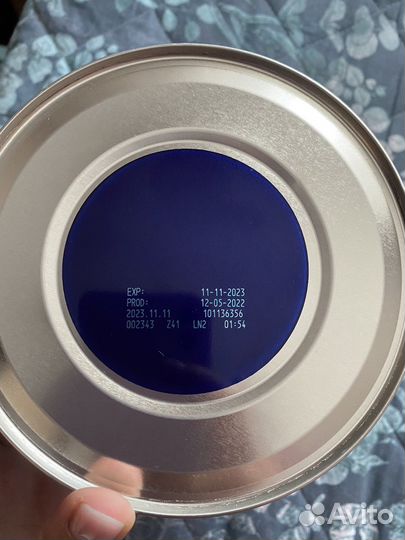 EXP: 11-11-2023
PROD: 12-05-2022
2023.11.11 101136356
002343 Z41 LN2 01:54
Avito